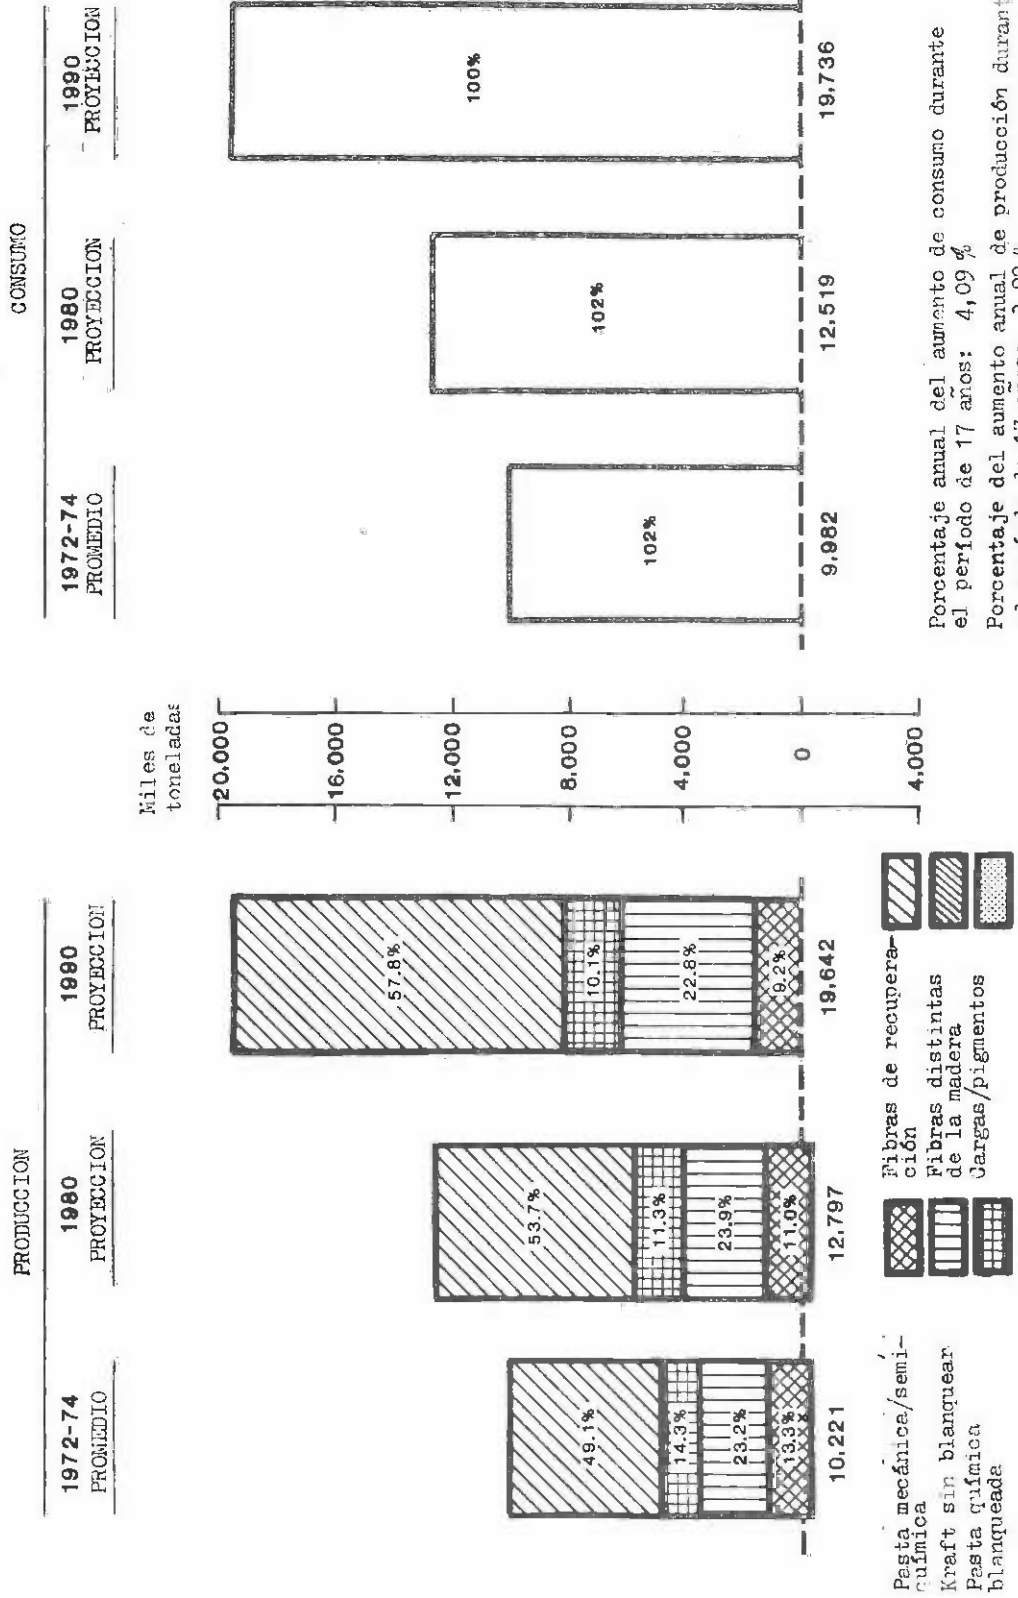 PRODUCCION
CONSUMO
1972-74
PROMEDIO
1980
PROYECCION
1990
PROYECCION
1972-74
PROMEDIO
1980
PROYECCION
1990
PROYECCION
Miles de
toneladas
20.000
16.000
12.000
8.000
4.000
0
4.000
49.1%
14.3%
23.2%
13.3%
10.221
53.7%
11.3%
23.9%
11.0%
12.797
57.8%
10.1%
22.8%
9.2%
19.642
102%
9.982
102%
12.519
100%
19.736
Pasta mecánica/semi-
química
Kraft sin blanquear
Pasta química
blanqueada
Fibras de recupera-
ción
Fibras distintas
de la madera
Cargas/pigmentos
Porcentaje anual del aumento de consumo durante
el período de 17 años: 4,09 %
Porcentaje del aumento anual de producción durant